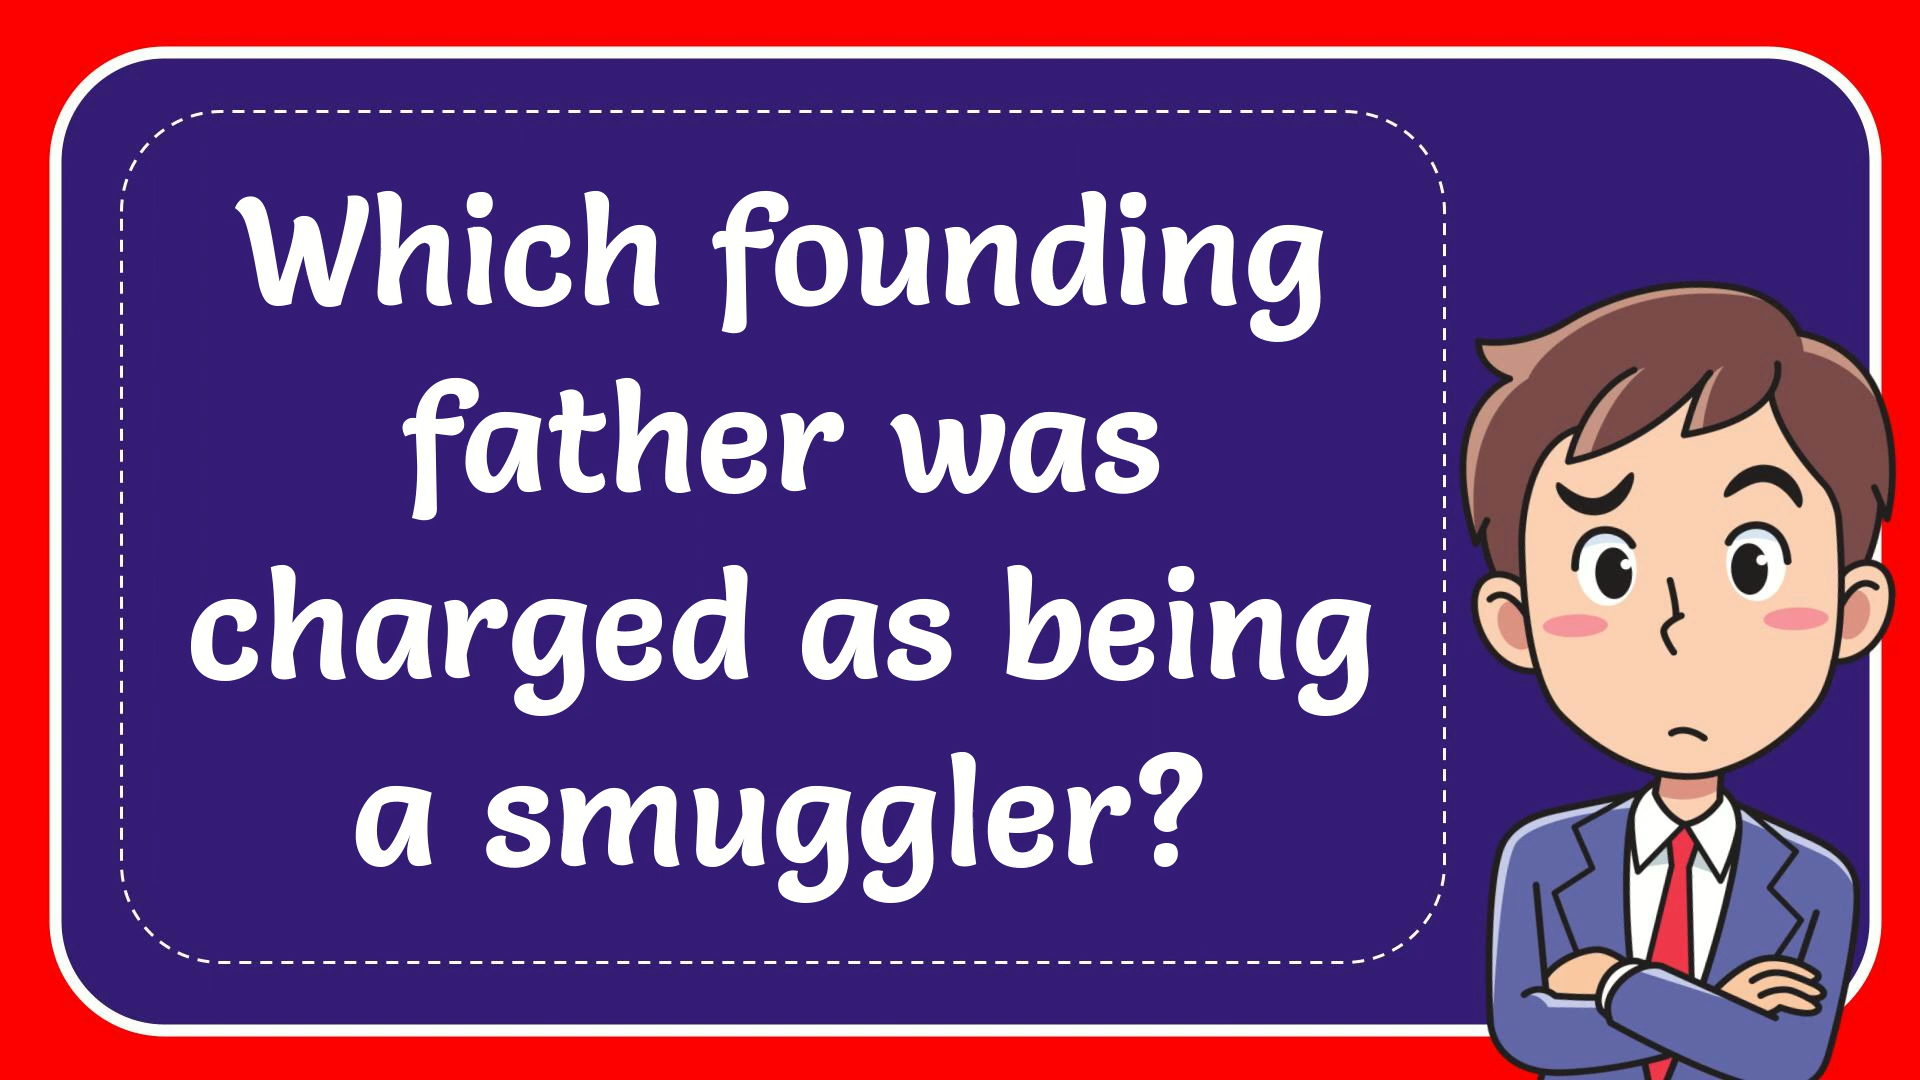 Which founding
father was
charged as being
a smuggler?